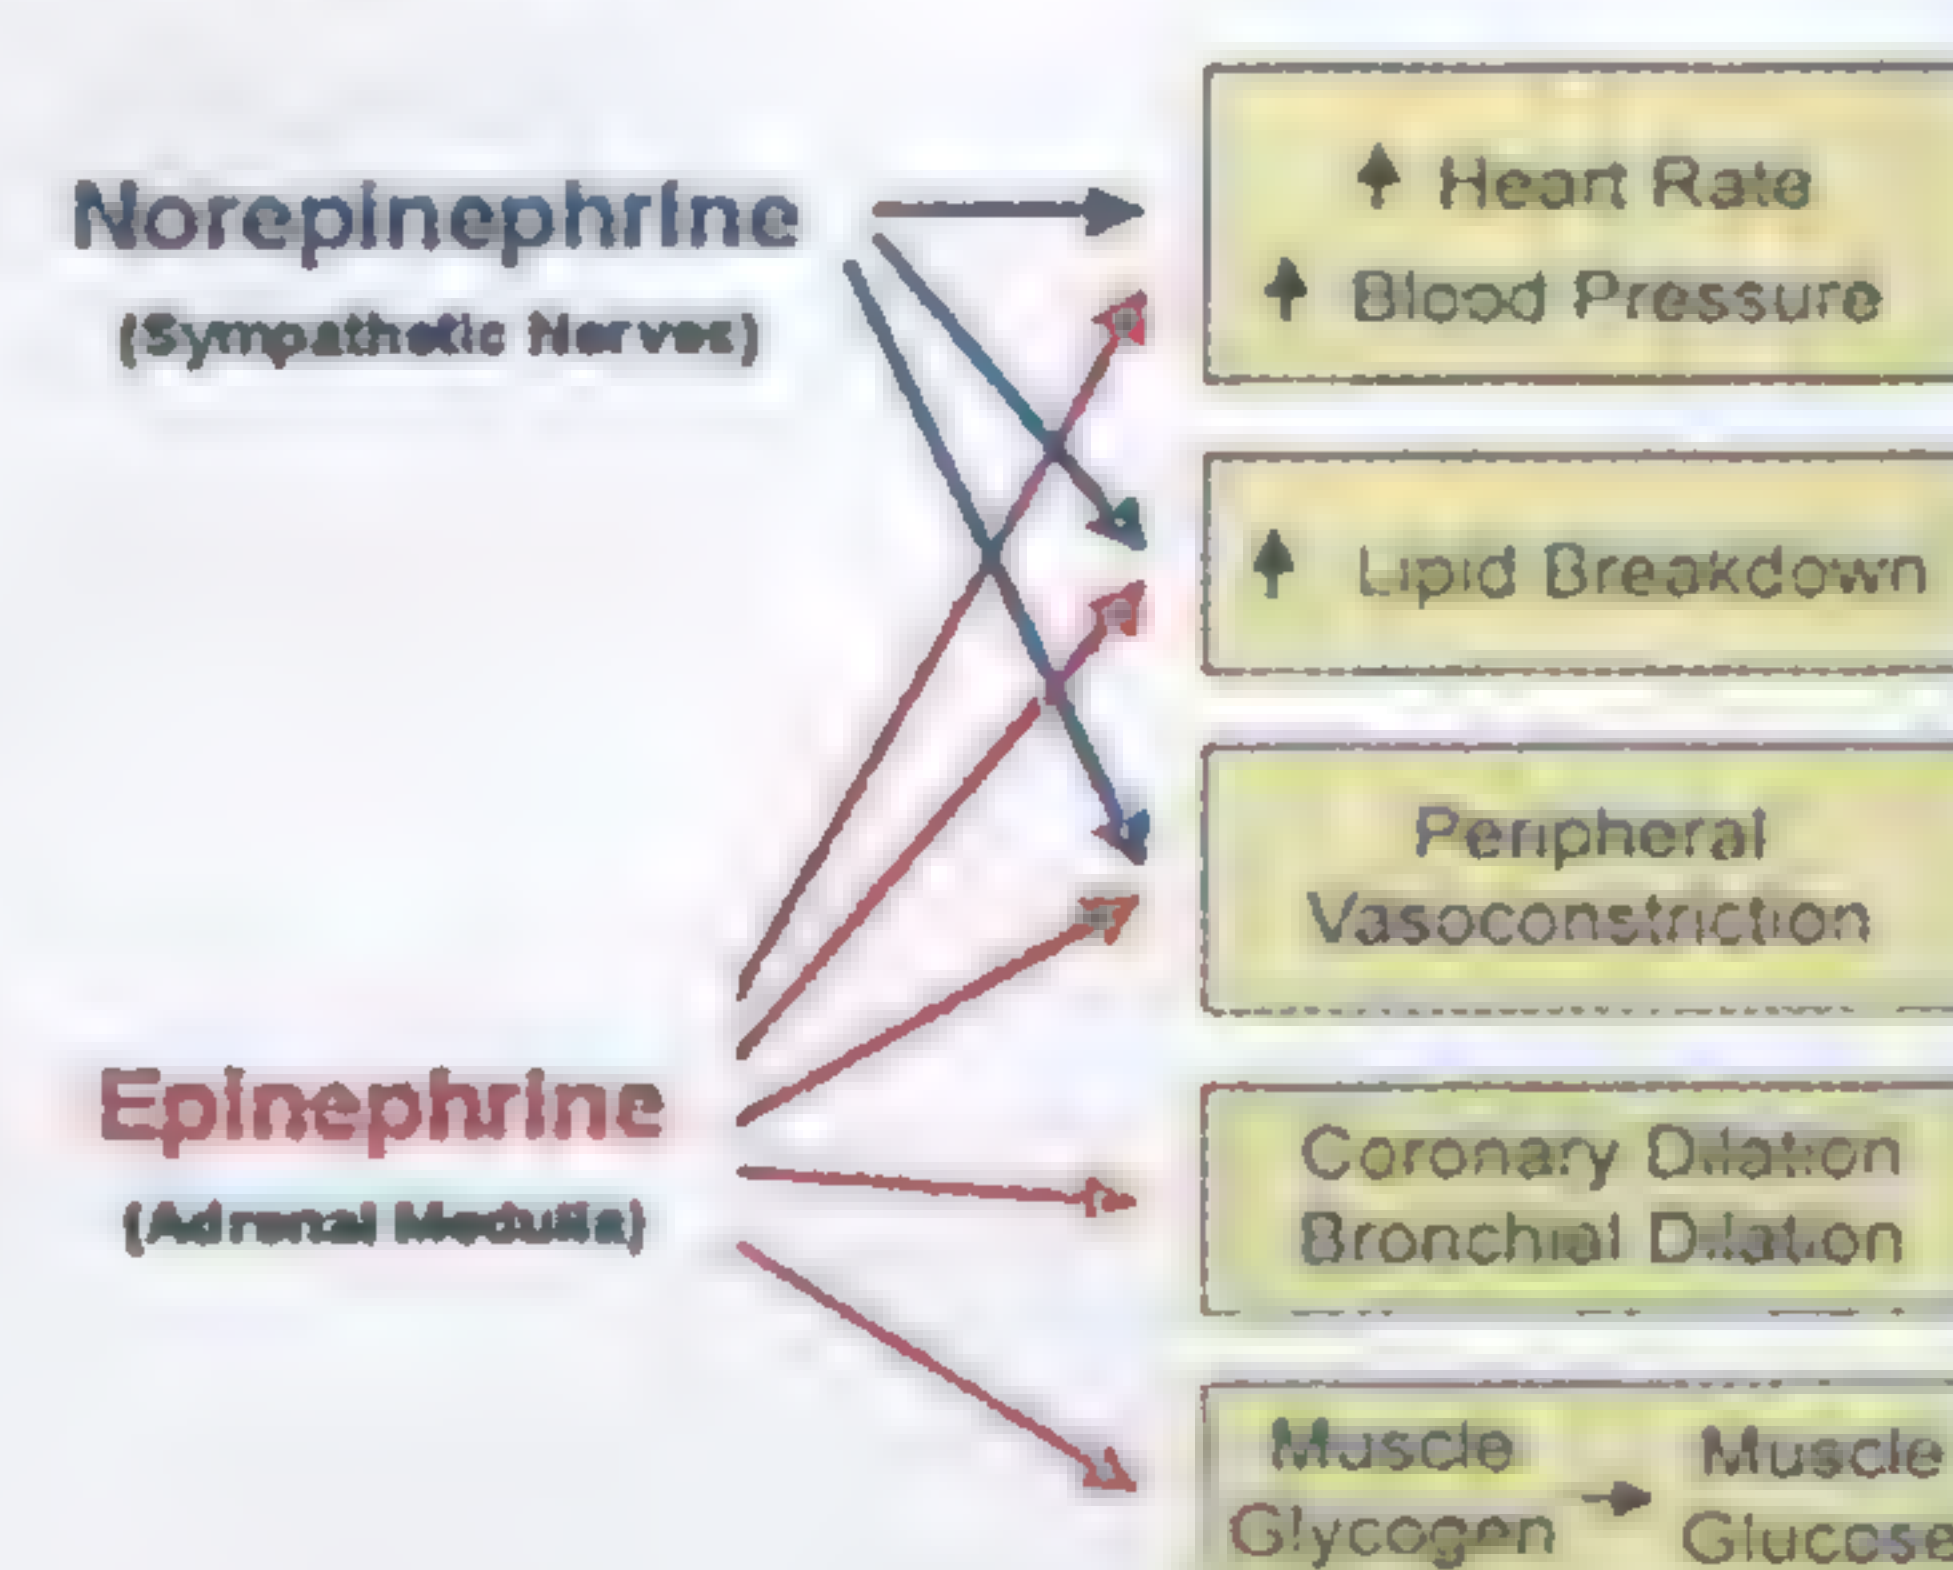 Norepinephrine
(Sympathetic Nerves)
Epinephrine
(Adrenal Medulla)
↑ Heart Rate
↑ Blood Pressure
↑ Lipid Breakdown
Peripheral
Vasoconstriction
Coronary Dilation
Bronchial Dilation
Muscle
Glycogen
→
Muscle
Glucose